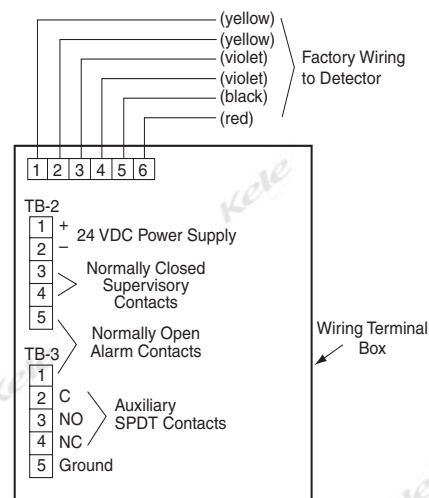 (yellow)
(yellow)
(violet)
(violet)
(black)
(red)
Factory Wiring
to Detector
1 2 3 4 5 6
Kele
TB-2
1 +
2 –
24 VDC Power Supply
3
4
Normally Closed
Supervisory
Contacts
5
Normally Open
Alarm Contacts
TB-3
1
2 C
3 NO
4 NC
Auxiliary
SPDT Contacts
5 Ground
Wiring Terminal
Box
Kele
Kele